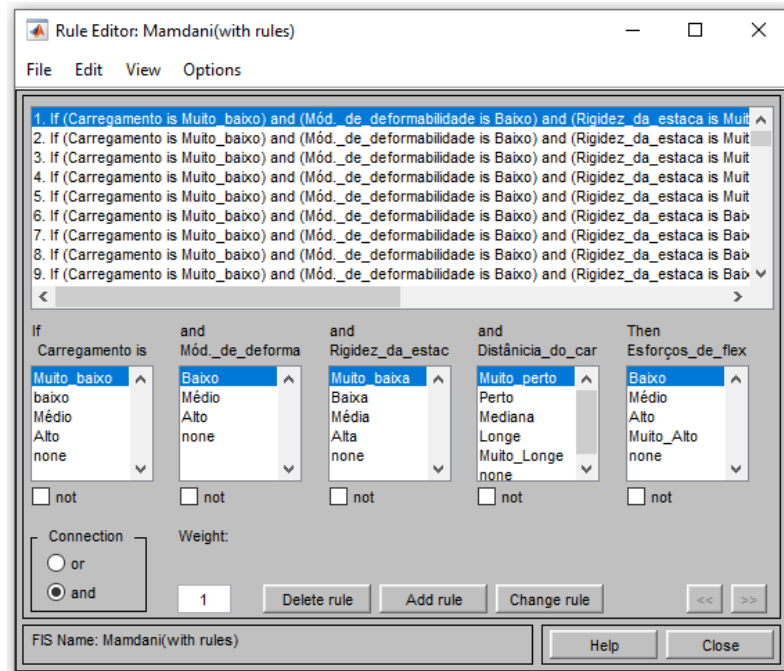 Rule Editor: Mamdani(with rules)
File Edit View Options
1. If (Carregamento is Muito_baixo) and (Mód._de_deformabilidade is Baixo) and (Rigidez_da_estaca is Muit
2. If (Carregamento is Muito_baixo) and (Mód._de_deformabilidade is Baixo) and (Rigidez_da_estaca is Muit
3. If (Carregamento is Muito_baixo) and (Mód._de_deformabilidade is Baixo) and (Rigidez_da_estaca is Muit
4. If (Carregamento is Muito_baixo) and (Mód._de_deformabilidade is Baixo) and (Rigidez_da_estaca is Muit
5. If (Carregamento is Muito_baixo) and (Mód._de_deformabilidade is Baixo) and (Rigidez_da_estaca is Muit
6. If (Carregamento is Muito_baixo) and (Mód._de_deformabilidade is Baixo) and (Rigidez_da_estaca is Baix
7. If (Carregamento is Muito_baixo) and (Mód._de_deformabilidade is Baixo) and (Rigidez_da_estaca is Baix
8. If (Carregamento is Muito_baixo) and (Mód._de_deformabilidade is Baixo) and (Rigidez_da_estaca is Baix
9. If (Carregamento is Muito_baixo) and (Mód._de_deformabilidade is Baixo) and (Rigidez_da_estaca is Baix
If and and and Then
Carregamento is Mód._de_deforma Rigidez_da_estac Distânicia_do_car Esforços_de_flex
Muito_baixo Baixo Muito_baixa Muito_perto Baixo
baixo Médio Baixa Perto Médio
Médio Alto Média Mediana Alto
Alto none Alta Longe Muito_Alto
none none Muito_Longe none
none
not not not not not
Connection Weight:
or
and 1 Delete rule Add rule Change rule << >>
FIS Name: Mamdani(with rules) Help Close